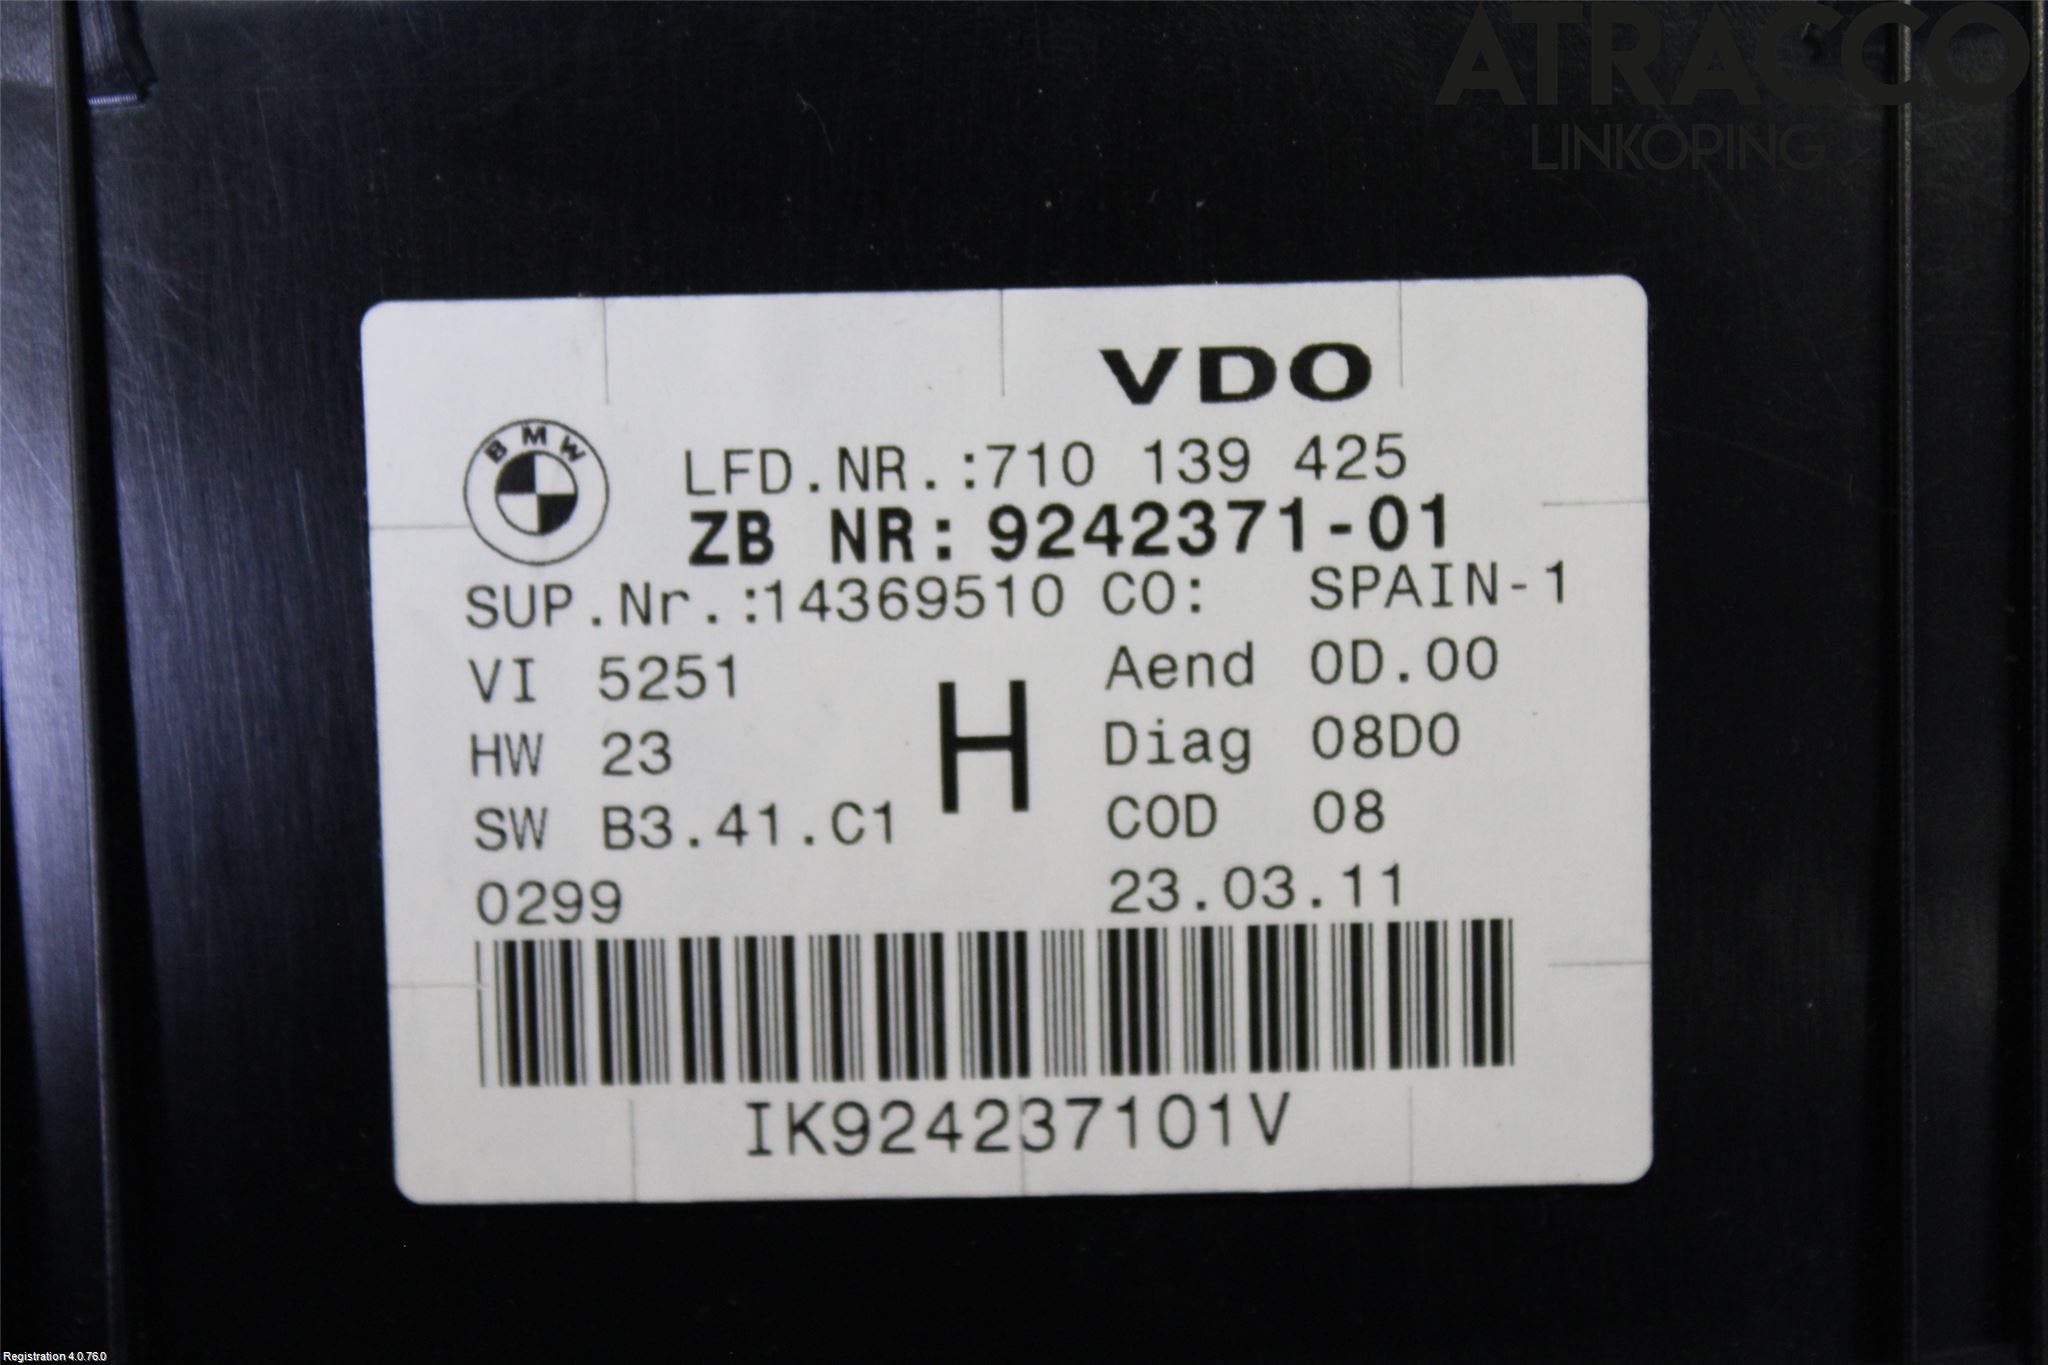 ATRACCO
LINKÖPING
VDO
BMW
LFD.NR.:710 139 425
ZB NR: 9242371-01
SUP.Nr.:14369510 CO: SPAIN-1
VI 5251
Aend 0D.00
HW 23
H
Diag 08D0
SW B3.41.C1
COD 08
0299
23.03.11
IK924237101V
Registration 4.0.76.0